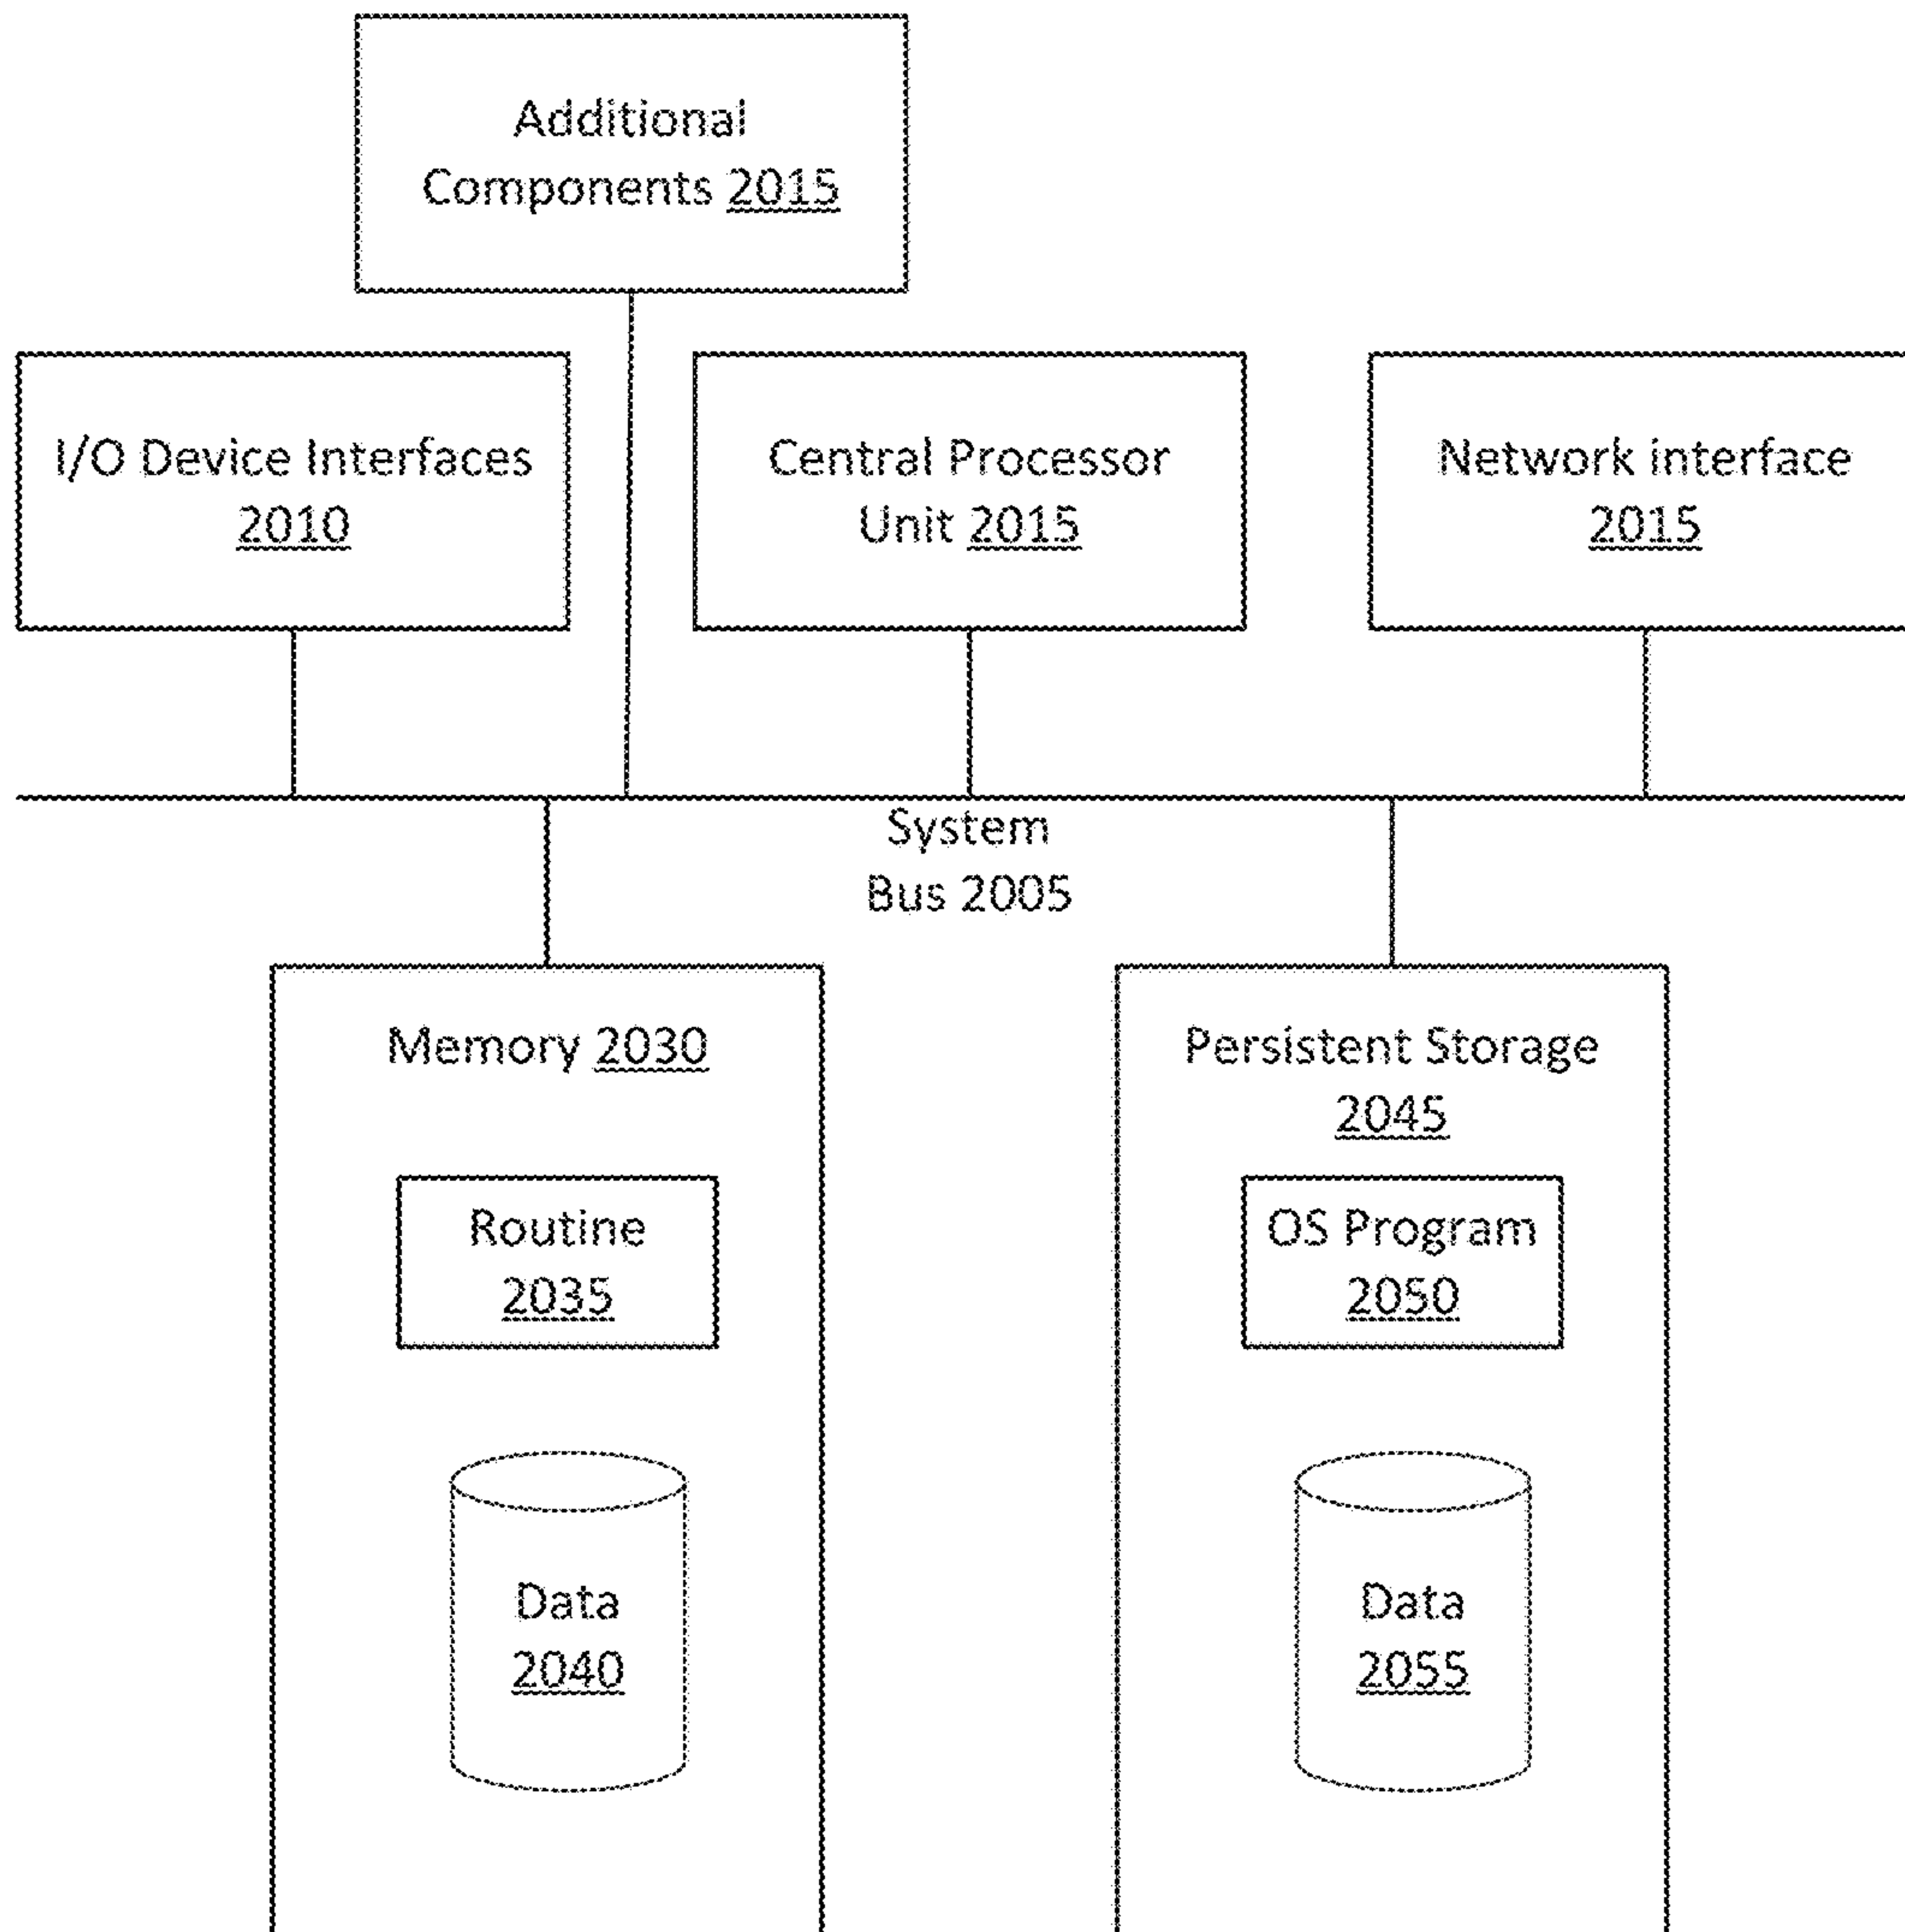 Additional
Components 2015
I/O Device Interfaces
2010
Central Processor
Unit 2015
Network interface
2015
System
Bus 2005
Memory 2030
Routine
2035
Data
2040
Persistent Storage
2045
OS Program
2050
Data
2055